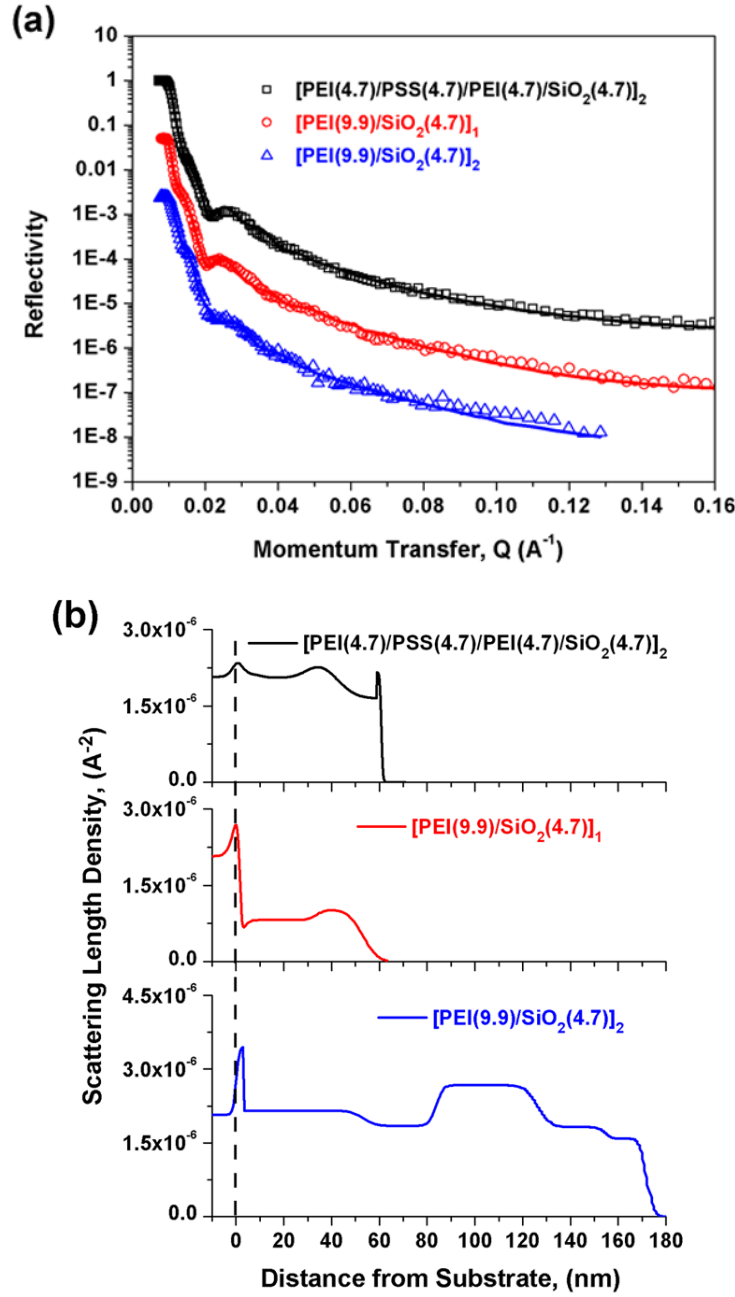 (a)
10
1
0.1
0.01
1E-3
1E-4
1E-5
1E-6
1E-7
1E-8
1E-9
Reflectivity
[PEI(4.7)/PSS(4.7)/PEI(4.7)/SiO₂(4.7)]₂
[PEI(9.9)/SiO₂(4.7)]₁
[PEI(9.9)/SiO₂(4.7)]₂
0.00 0.02 0.04 0.06 0.08 0.10 0.12 0.14 0.16
Momentum Transfer, Q (A⁻¹)
(b)
Scattering Length Density, (A⁻²)
3.0x10⁻⁶
1.5x10⁻⁶
0.0
[PEI(4.7)/PSS(4.7)/PEI(4.7)/SiO₂(4.7)]₂
3.0x10⁻⁶
1.5x10⁻⁶
0.0
[PEI(9.9)/SiO₂(4.7)]₁
4.5x10⁻⁶
3.0x10⁻⁶
1.5x10⁻⁶
0.0
[PEI(9.9)/SiO₂(4.7)]₂
0 20 40 60 80 100 120 140 160 180
Distance from Substrate, (nm)